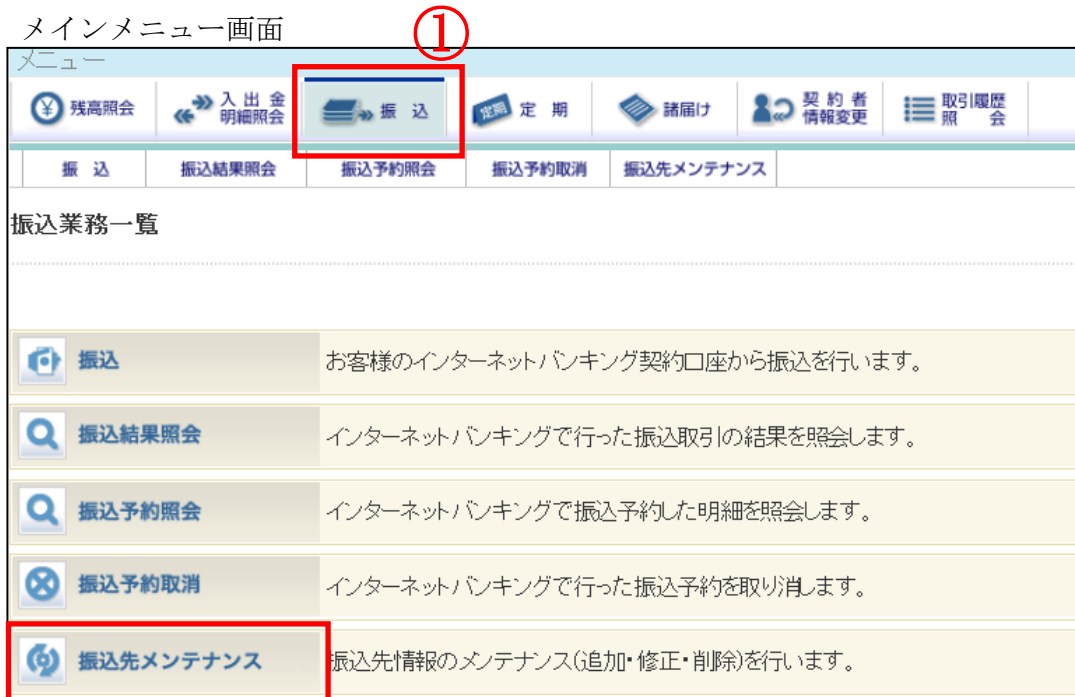 メインメニュー画面
①
メニュー
残高照会
入出金
明細照会
振込
定期
定期
諸届け
契約者
情報変更
取引履歴
照会
振込
振込結果照会
振込予約照会
振込予約取消
振込先メンテナンス
振込業務一覧
振込
お客様のインターネットバンキング契約口座から振込を行います。
振込結果照会
インターネットバンキングで行った振込取引の結果を照会します。
振込予約照会
インターネットバンキングで振込予約した明細を照会します。
振込予約取消
インターネットバンキングで行った振込予約を取り消します。
振込先メンテナンス
振込先情報のメンテナンス(追加・修正・削除)を行います。